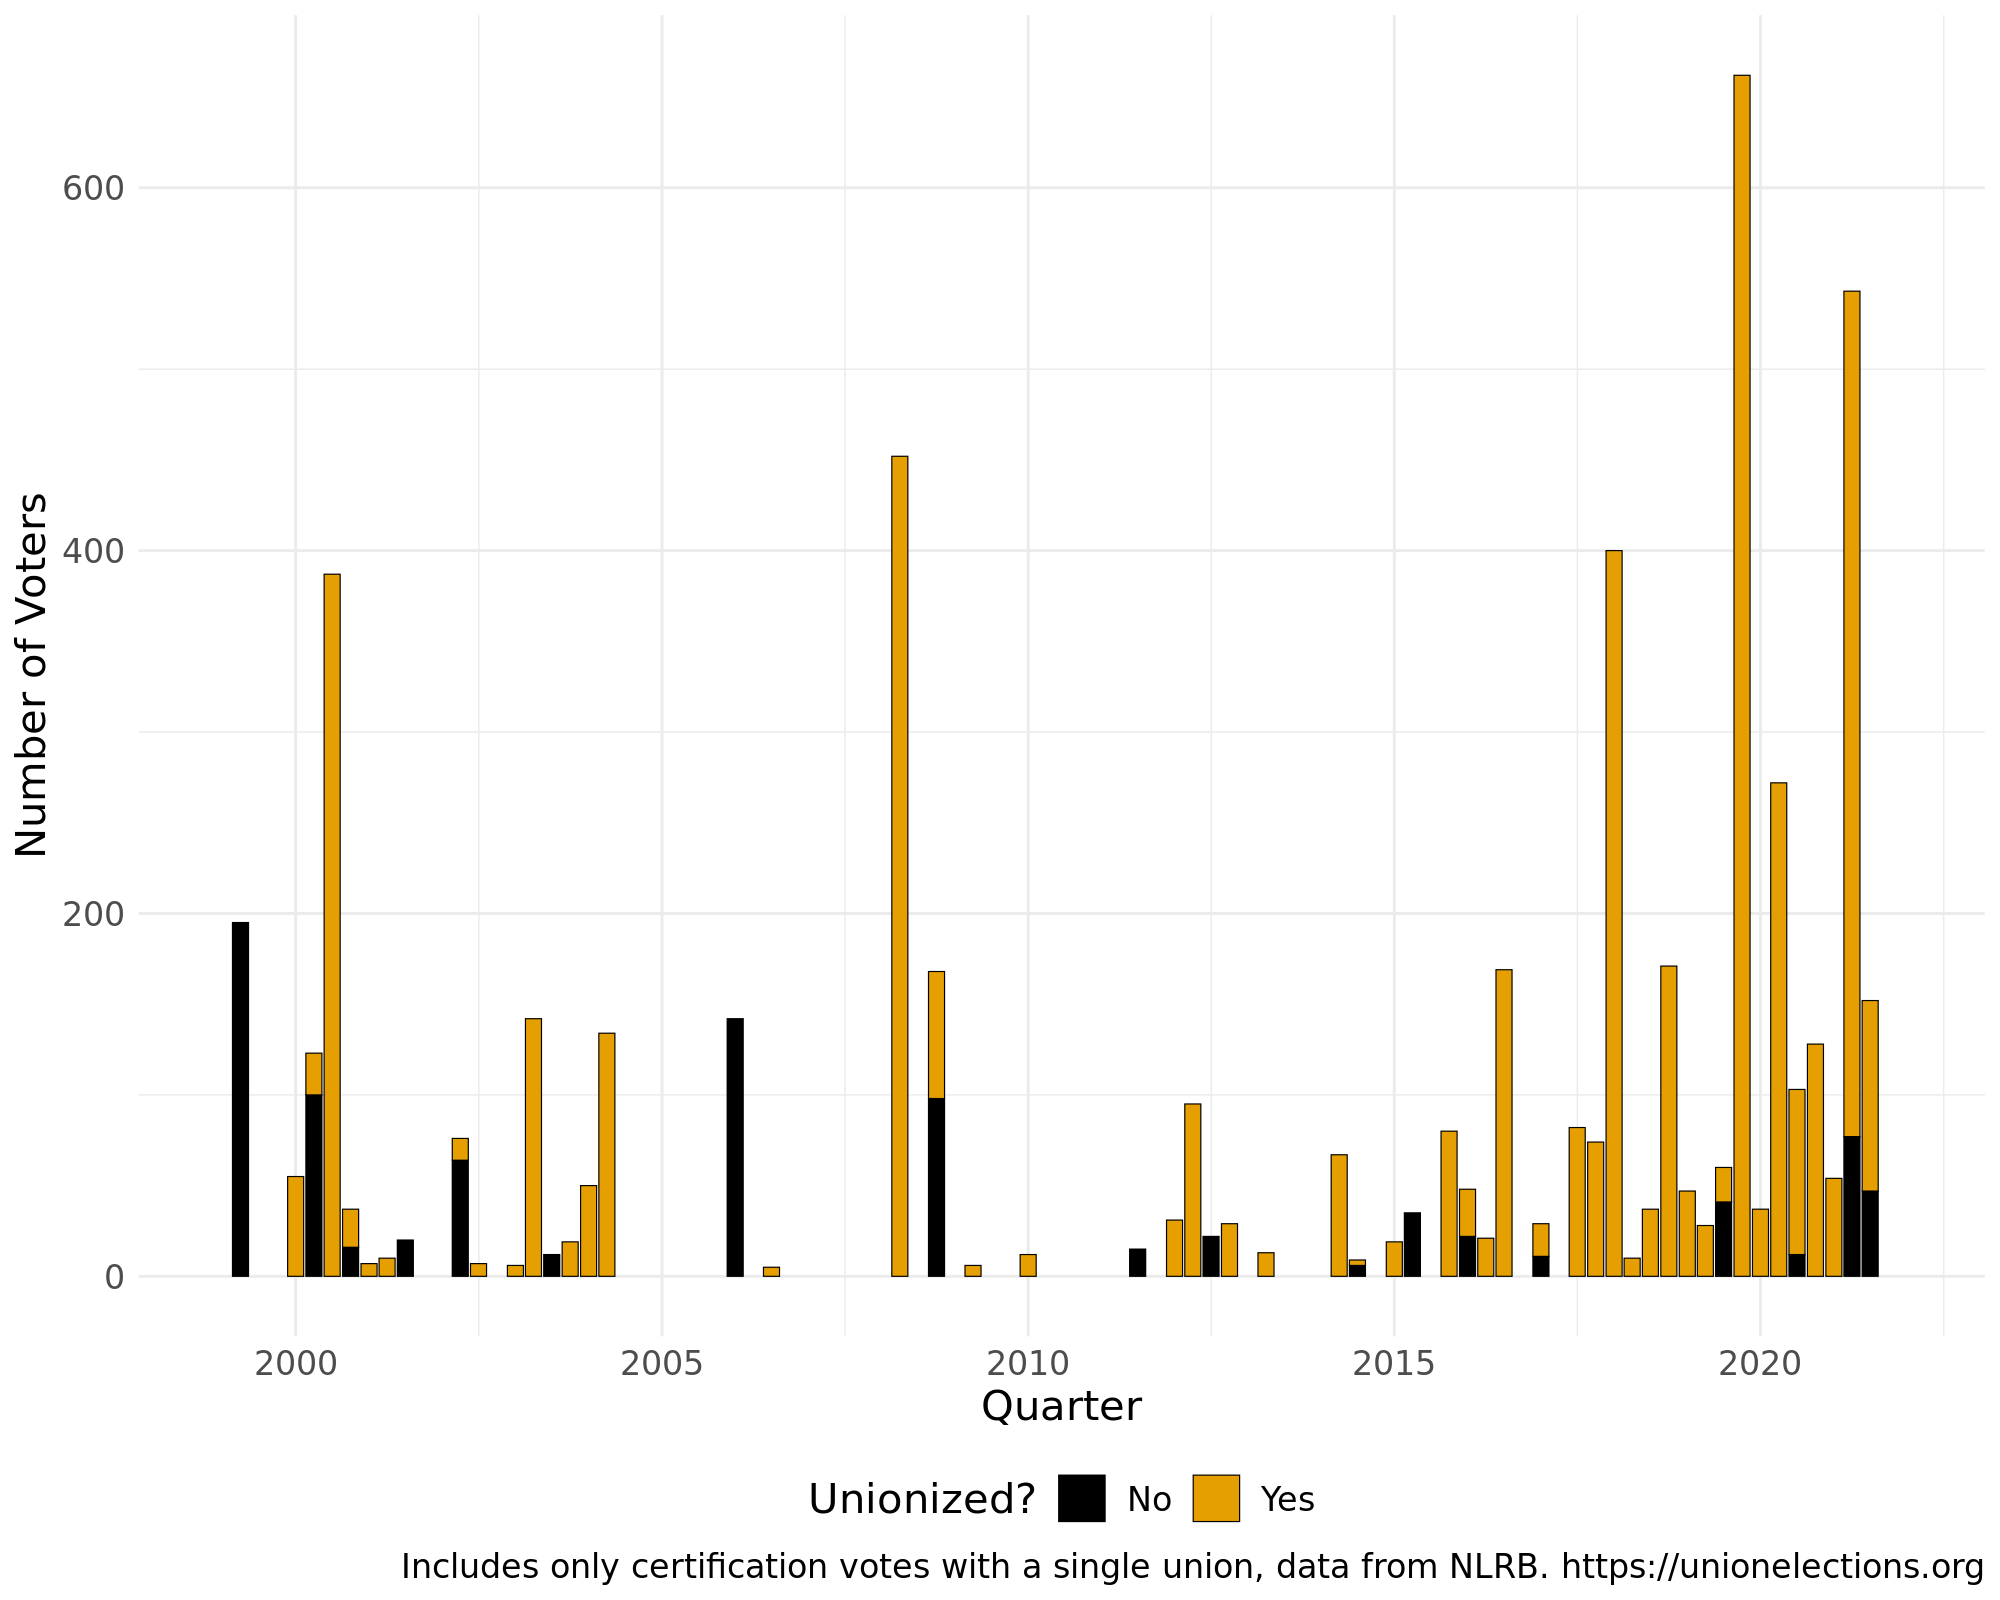 600
400
200
0
Number of Voters
2000 2005 2010 2015 2020
Quarter
Unionized? No Yes
Includes only certification votes with a single union, data from NLRB. https://unionelections.org